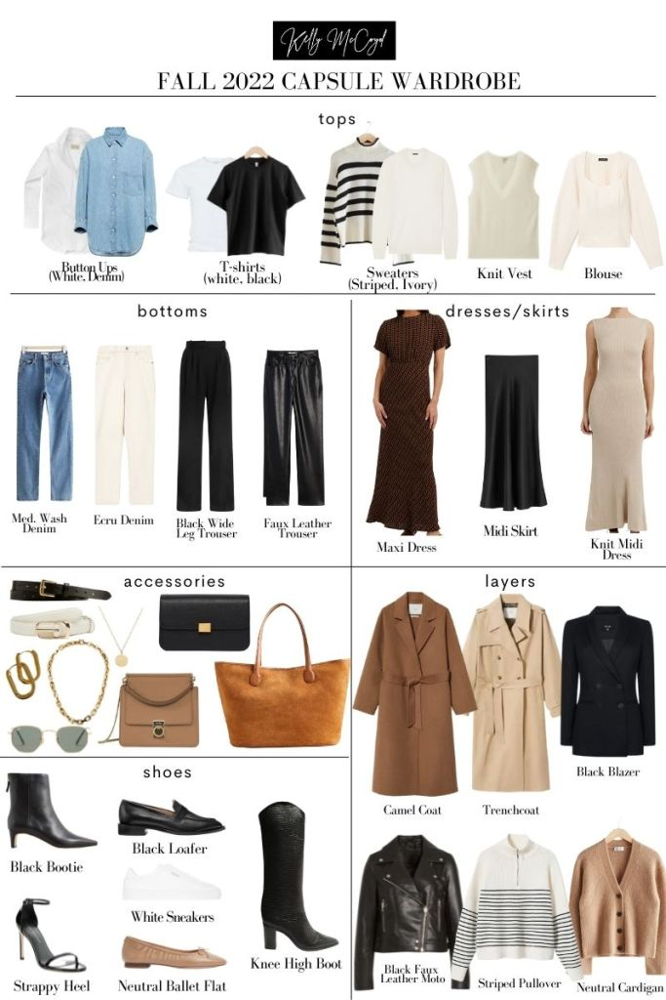 Kelly McCoyd
FALL 2022 CAPSULE WARDROBE
tops
Button Ups
(White, Denim)
T-shirts
(white, black)
Sweaters
(Striped, Ivory)
Knit Vest
Blouse
bottoms
Med. Wash
Denim
Ecru Denim
Black Wide
Leg Trouser
Faux Leather
Trouser
dresses/skirts
Maxi Dress
Midi Skirt
Knit Midi
Dress
accessories
layers
Camel Coat
Trenchcoat
Black Blazer
Black Faux
Leather Moto
Striped Pullover
Neutral Cardigan
shoes
Black Bootie
Black Loafer
White Sneakers
Knee High Boot
Strappy Heel
Neutral Ballet Flat